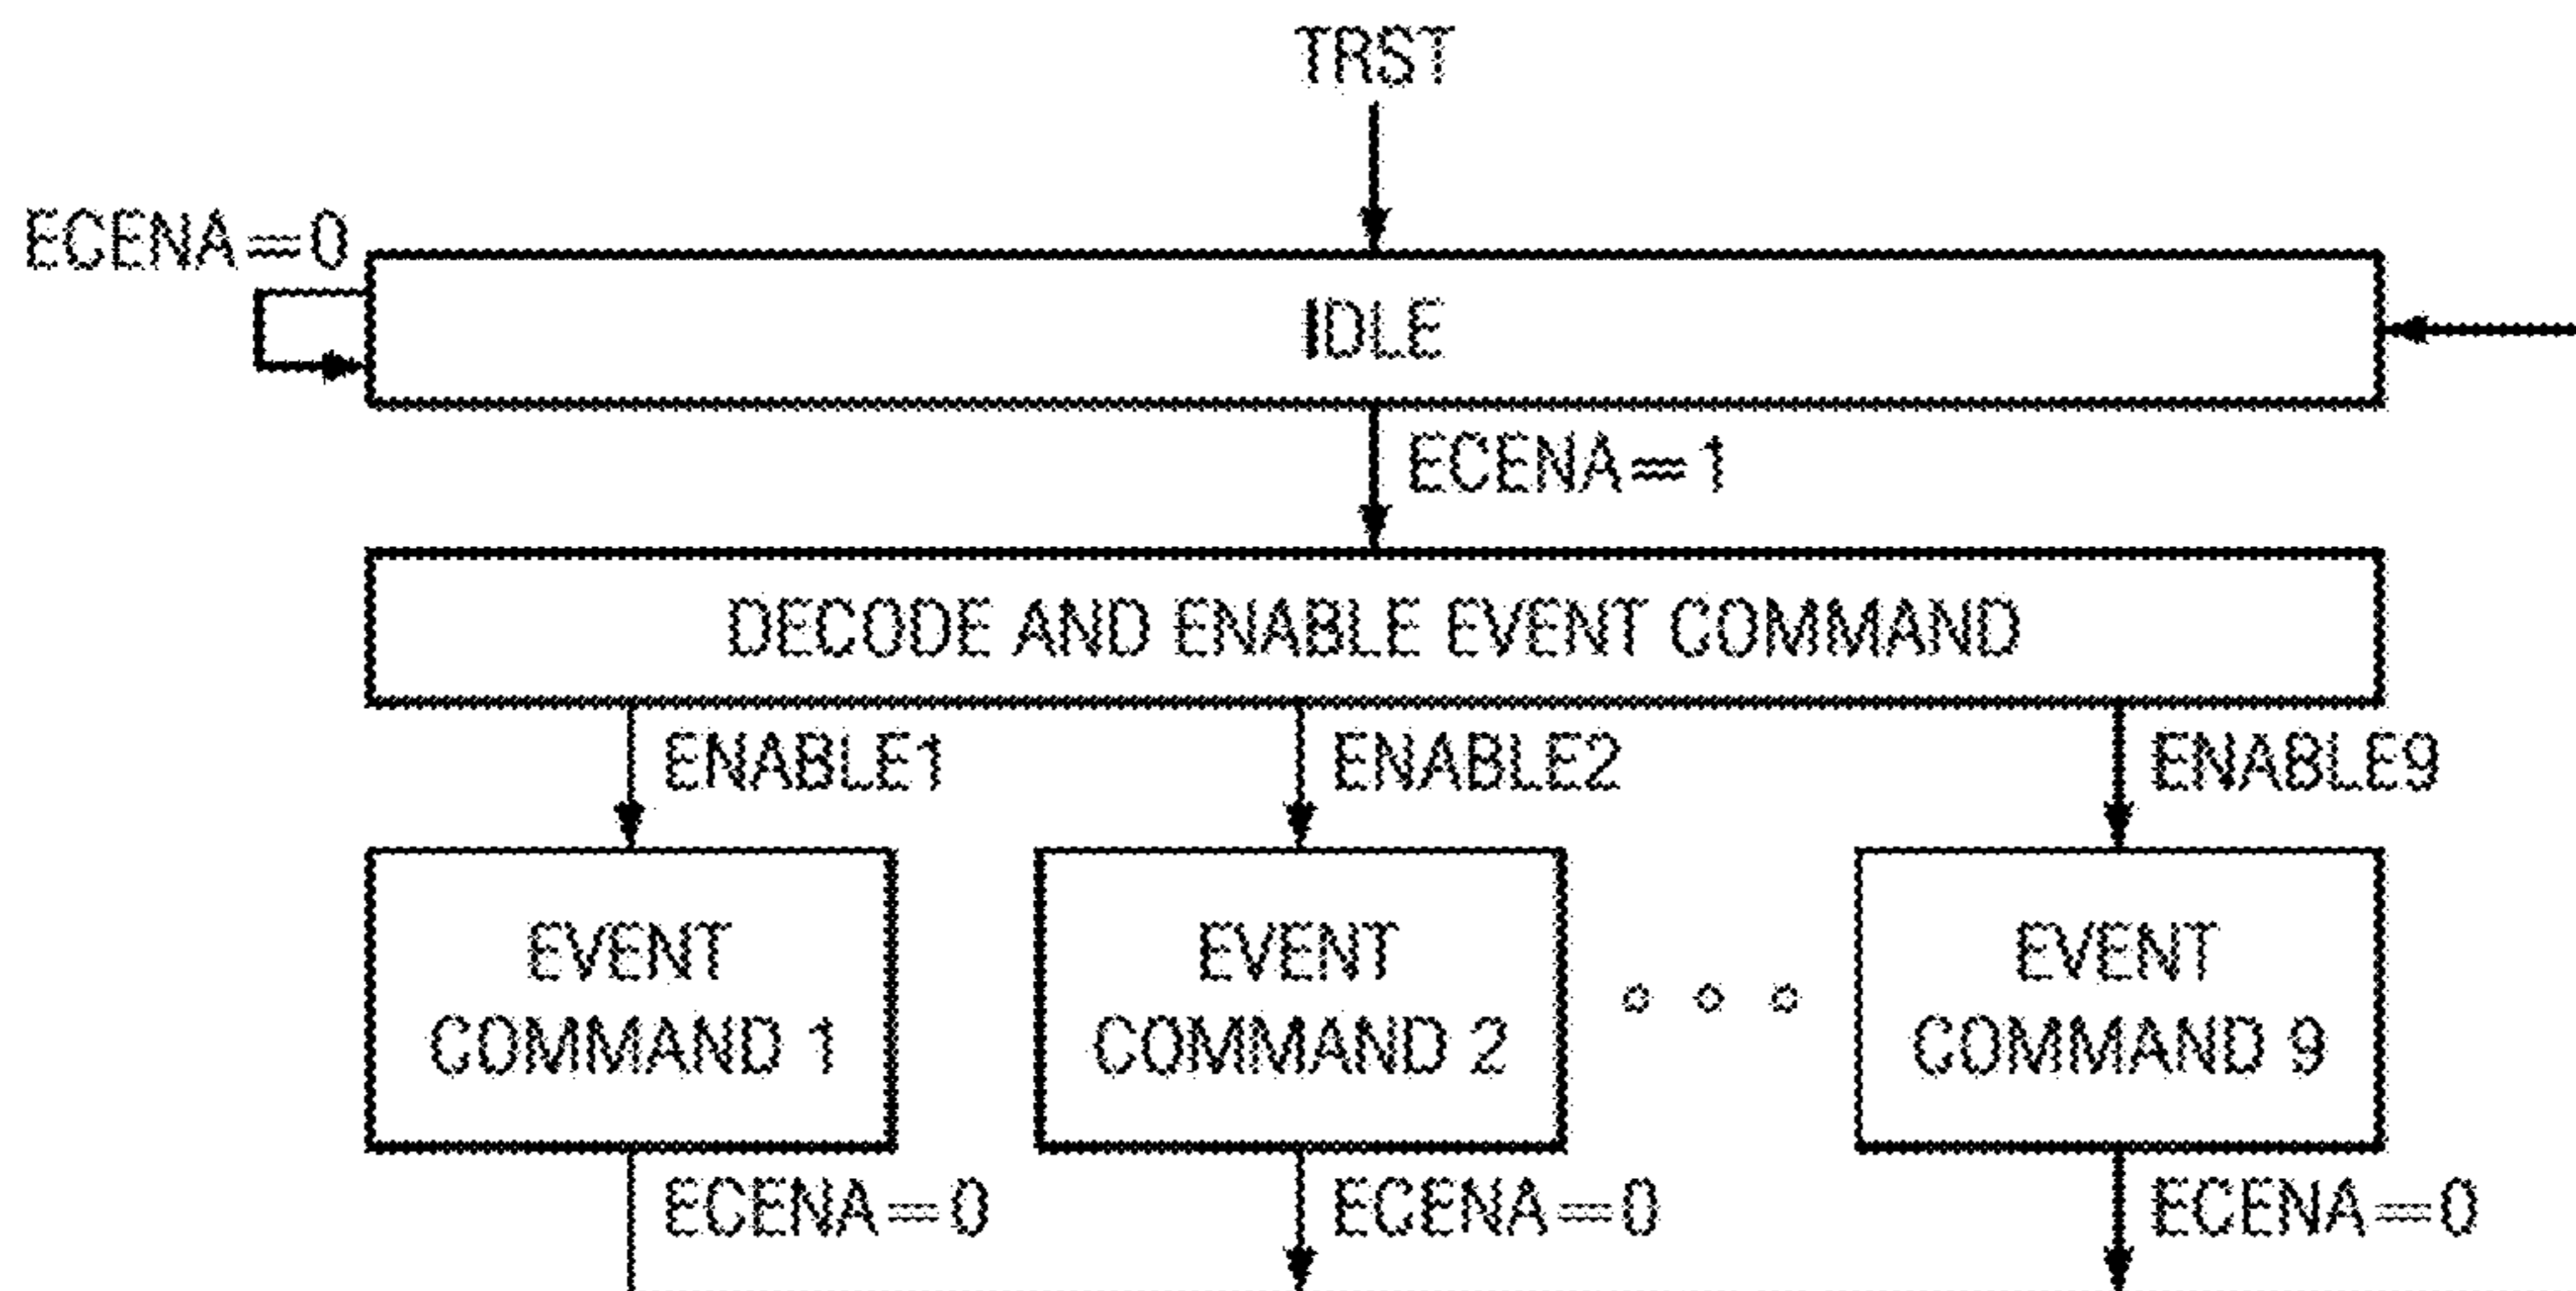 TRST
ECENA=0
IDLE
ECENA=1
DECODE AND ENABLE EVENT COMMAND
ENABLE1
ENABLE2
ENABLE9
EVENT
COMMAND 1
EVENT
COMMAND 2
EVENT
COMMAND 9
ECENA=0
ECENA=0
ECENA=0